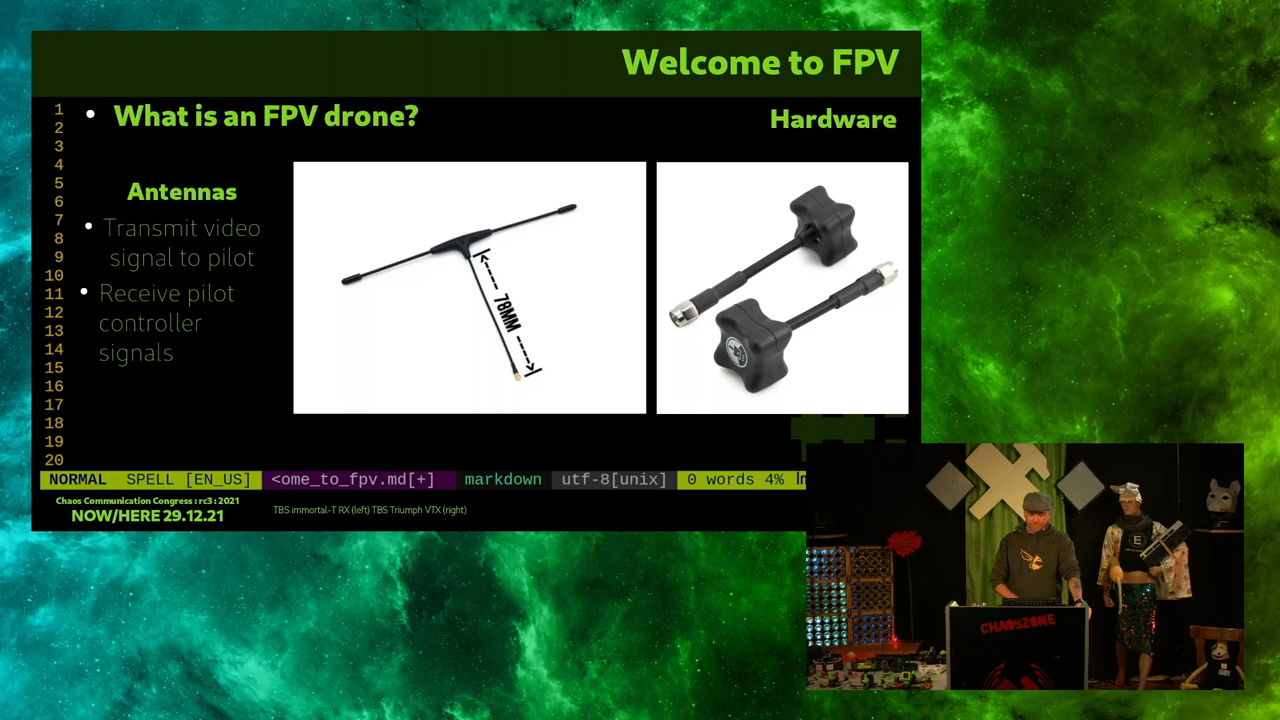 Welcome to FPV
1
2
3
4
5
6
7
8
9
10
11
12
13
14
15
16
17
18
19
20
• What is an FPV drone?
Hardware
Antennas
• Transmit video
signal to pilot
• Receive pilot
controller
signals
78MM
NORMAL SPELL [EN_US] <ome_to_fpv.md[+] markdown utf-8[unix] 0 words 4% ln
Chaos Communication Congress : rc3 : 2021
NOW/HERE 29.12.21
TBS immortal-T RX (left) TBS Triumph VTX (right)
E
CHAOSZONE